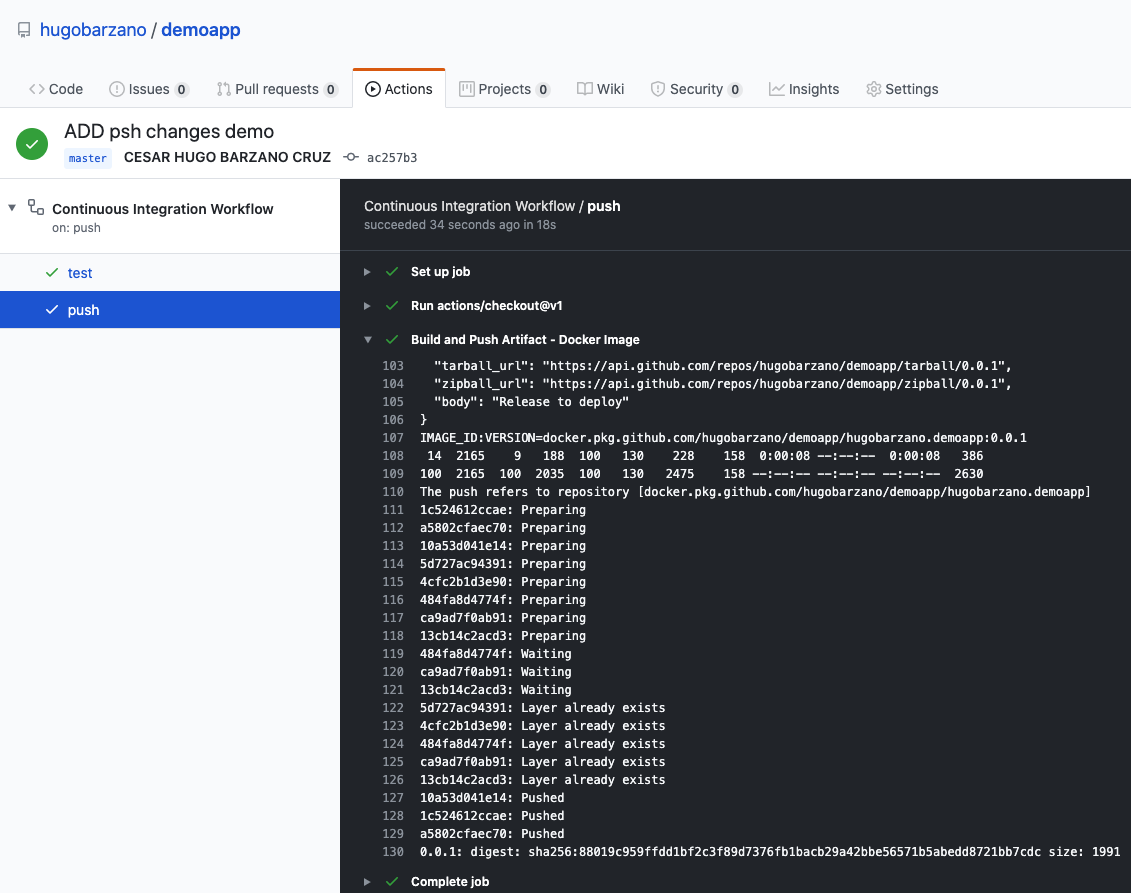 hugobarzano / demoapp
Code Issues 0 Pull requests 0 Actions Projects 0 Wiki Security 0 Insights Settings
ADD psh changes demo
master CESAR HUGO BARZANO CRUZ ac257b3
Continuous Integration Workflow
on: push
test
push
Continuous Integration Workflow / push
succeeded 34 seconds ago in 18s
Set up job
Run actions/checkout@v1
Build and Push Artifact - Docker Image
103 "tarball_url": "https://api.github.com/repos/hugobarzano/demoapp/tarball/0.0.1",
104 "zipball_url": "https://api.github.com/repos/hugobarzano/demoapp/zipball/0.0.1",
105 "body": "Release to deploy"
106 }
107 IMAGE_ID:VERSION=docker.pkg.github.com/hugobarzano/demoapp/hugobarzano.demoapp:0.0.1
108 14 2165 9 188 100 130 228 158 0:00:08 --:--:-- 0:00:08 386
109 100 2165 100 2035 100 130 2475 158 --:--:-- --:--:-- --:--:-- 2630
110 The push refers to repository [docker.pkg.github.com/hugobarzano/demoapp/hugobarzano.demoapp]
111 1c524612ccae: Preparing
112 a5802cfaec70: Preparing
113 10a53d041e14: Preparing
114 5d727ac94391: Preparing
115 4cfc2b1d3e90: Preparing
116 484fa8d4774f: Preparing
117 ca9ad7f0ab91: Preparing
118 13cb14c2acd3: Preparing
119 484fa8d4774f: Waiting
120 ca9ad7f0ab91: Waiting
121 13cb14c2acd3: Waiting
122 5d727ac94391: Layer already exists
123 4cfc2b1d3e90: Layer already exists
124 484fa8d4774f: Layer already exists
125 ca9ad7f0ab91: Layer already exists
126 13cb14c2acd3: Layer already exists
127 10a53d041e14: Pushed
128 1c524612ccae: Pushed
129 a5802cfaec70: Pushed
130 0.0.1: digest: sha256:88019c959ffdd1bf2c3f89d7376fb1bacb29a42bbe56571b5abedd8721bb7cdc size: 1991
Complete job